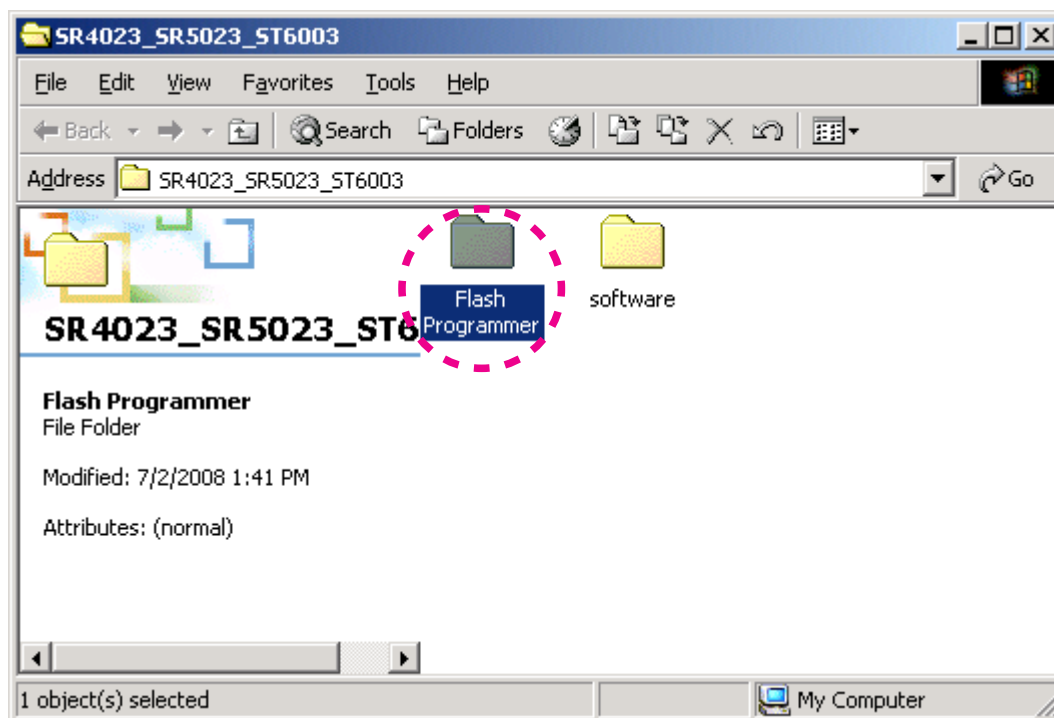 SR4023_SR5023_ST6003
File Edit View Favorites Tools Help
Back Search Folders
Address SR4023_SR5023_ST6003 Go
SR4023_SR5023_ST6
Flash
Programmer
software
Flash Programmer
File Folder
Modified: 7/2/2008 1:41 PM
Attributes: (normal)
1 object(s) selected My Computer